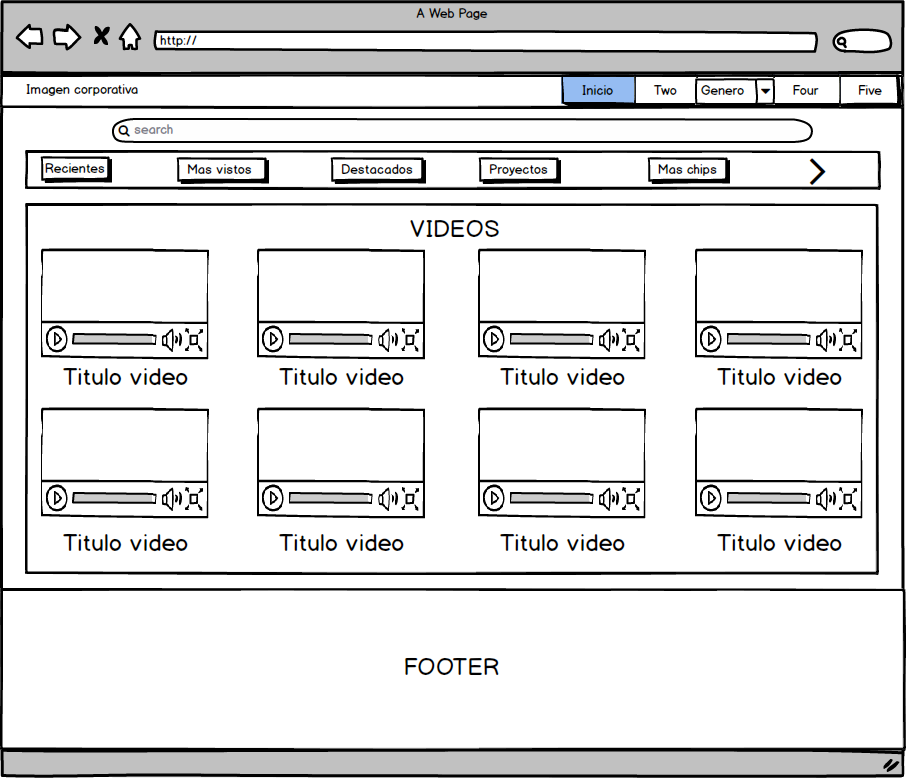 A Web Page
http://
Imagen corporativa Inicio Two Genero Four Five
search
Recientes Mas vistos Destacados Proyectos Mas chips
VIDEOS
Titulo video Titulo video Titulo video Titulo video
Titulo video Titulo video Titulo video Titulo video
FOOTER